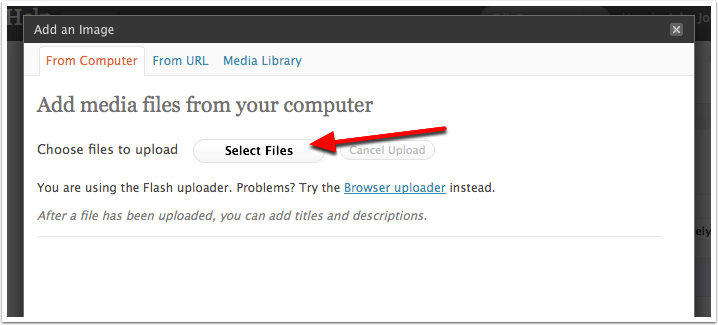 Help
Add an Image
From Computer From URL Media Library
Add media files from your computer
Choose files to upload Select Files Cancel Upload
You are using the Flash uploader. Problems? Try the Browser uploader instead.
After a file has been uploaded, you can add titles and descriptions.